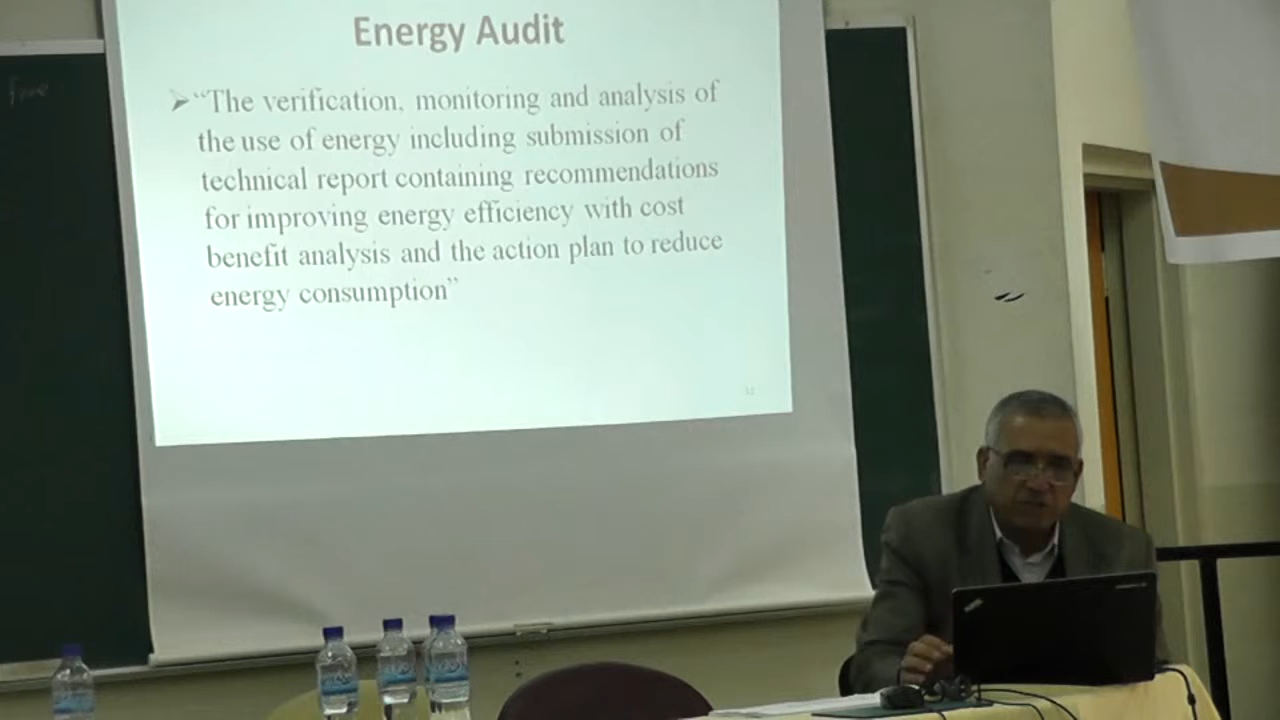 Energy Audit
➢“The verification, monitoring and analysis of
the use of energy including submission of
technical report containing recommendations
for improving energy efficiency with cost
benefit analysis and the action plan to reduce
energy consumption”